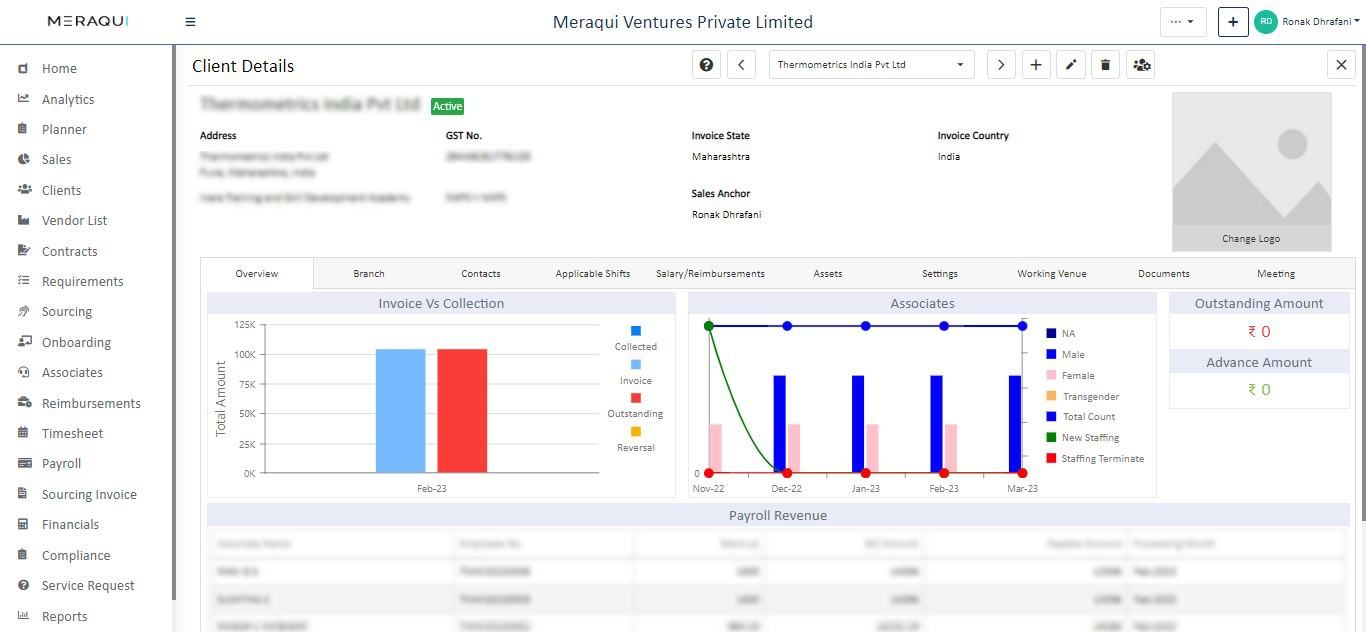 MERAQUI
Meraqui Ventures Private Limited
...
+
RD
Ronak Dhrafani
Home
Analytics
Planner
Sales
Clients
Vendor List
Contracts
Requirements
Sourcing
Onboarding
Associates
Reimbursements
Timesheet
Payroll
Sourcing Invoice
Financials
Compliance
Service Request
Reports
Client Details
Thermometrics India Pvt Ltd
Thermometrics India Pvt Ltd Active
Address
GST No.
Invoice State
Maharashtra
Invoice Country
India
Sales Anchor
Ronak Dhrafani
Change Logo
Overview Branch Contacts Applicable Shifts Salary/Reimbursements Assets Settings Working Venue Documents Meeting
Invoice Vs Collection
Total Amount
125K
100K
75K
50K
25K
0K
Feb-23
Collected
Invoice
Outstanding
Reversal
Associates
0
Nov-22 Dec-22 Jan-23 Feb-23 Mar-23
NA
Male
Female
Transgender
Total Count
New Staffing
Staffing Terminate
Outstanding Amount
₹ 0
Advance Amount
₹ 0
Payroll Revenue